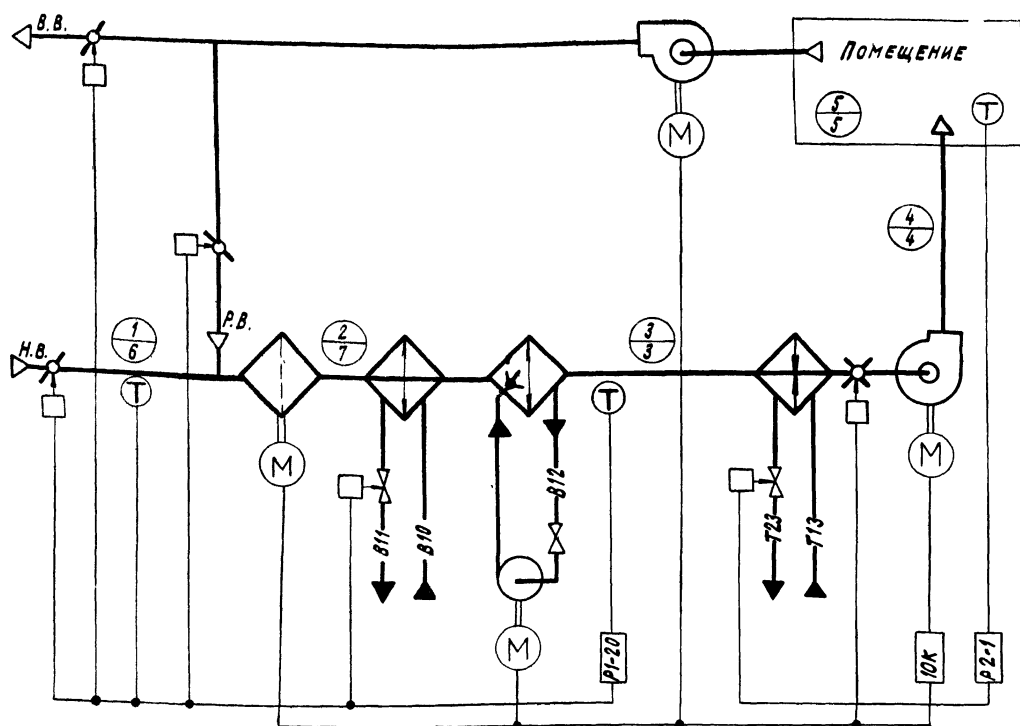 В.В.
ПОМЕЩЕНИЕ
5
5
Т
М
4
4
Р.В.
1
6
2
7
3
3
Н.В.
Т
Т
М
М
В12
В11
В10
Т23
Т13
М
Р1-20
10К
Р2-1